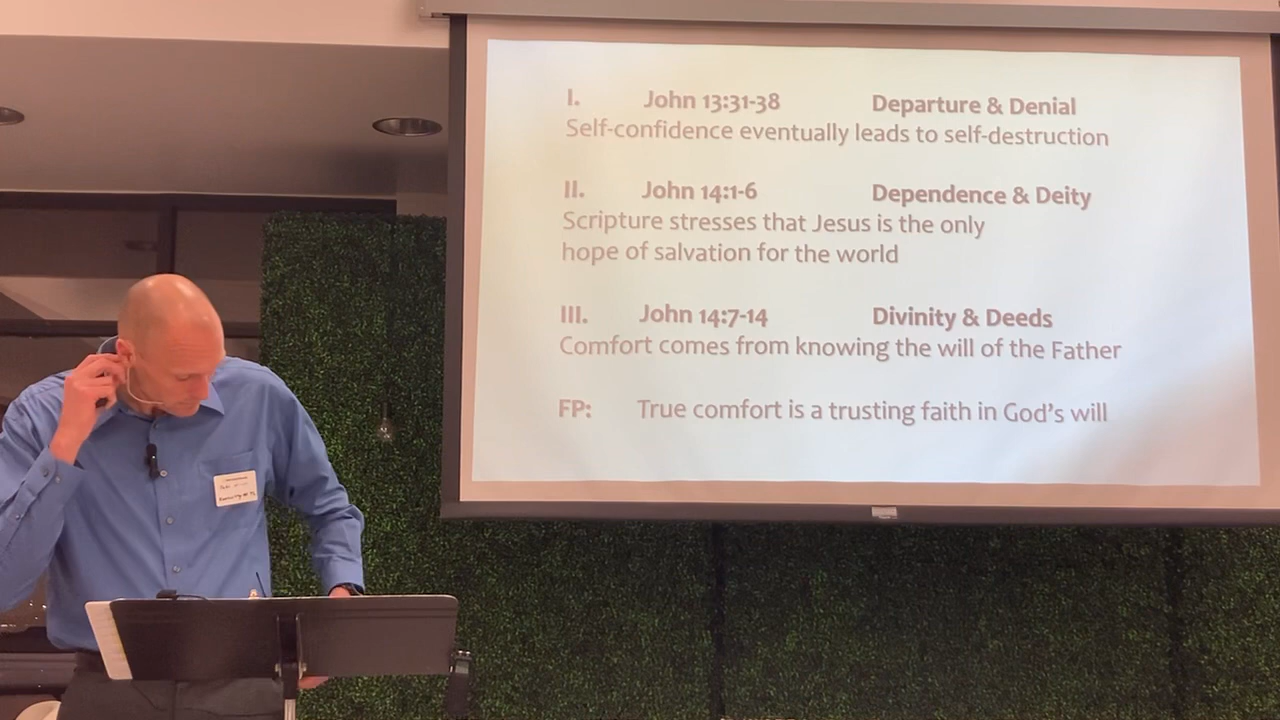 I. John 13:31-38 Departure & Denial
Self-confidence eventually leads to self-destruction
II. John 14:1-6 Dependence & Deity
Scripture stresses that Jesus is the only
hope of salvation for the world
III. John 14:7-14 Divinity & Deeds
Comfort comes from knowing the will of the Father
FP: True comfort is a trusting faith in God's will